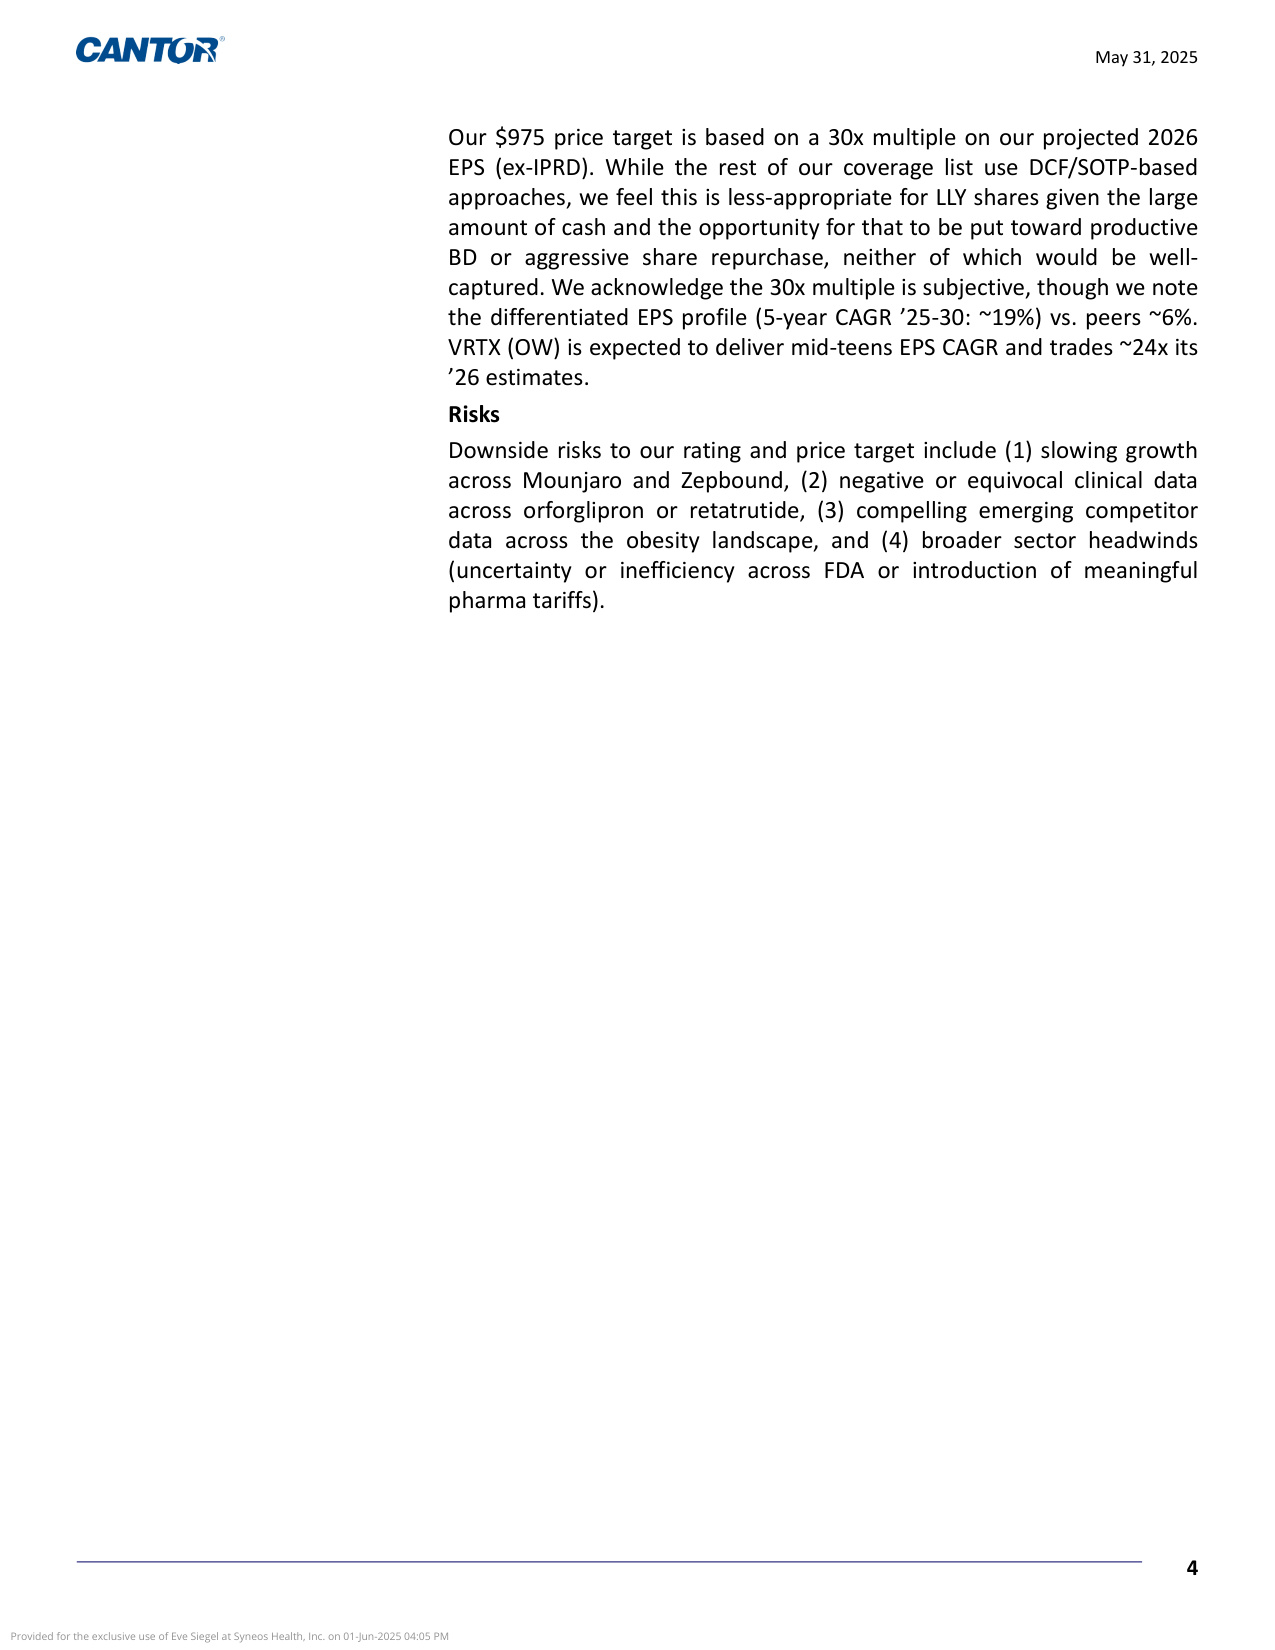 CANTOR®
May 31, 2025
Our $975 price target is based on a 30x multiple on our projected 2026
EPS (ex-IPRD). While the rest of our coverage list use DCF/SOTP-based
approaches, we feel this is less-appropriate for LLY shares given the large
amount of cash and the opportunity for that to be put toward productive
BD or aggressive share repurchase, neither of which would be well-
captured. We acknowledge the 30x multiple is subjective, though we note
the differentiated EPS profile (5-year CAGR ’25-30: ~19%) vs. peers ~6%.
VRTX (OW) is expected to deliver mid-teens EPS CAGR and trades ~24x its
’26 estimates.
Risks
Downside risks to our rating and price target include (1) slowing growth
across Mounjaro and Zepbound, (2) negative or equivocal clinical data
across orforglipron or retatrutide, (3) compelling emerging competitor
data across the obesity landscape, and (4) broader sector headwinds
(uncertainty or inefficiency across FDA or introduction of meaningful
pharma tariffs).
4
Provided for the exclusive use of Eve Siegel at Syneos Health, Inc. on 01-Jun-2025 04:05 PM